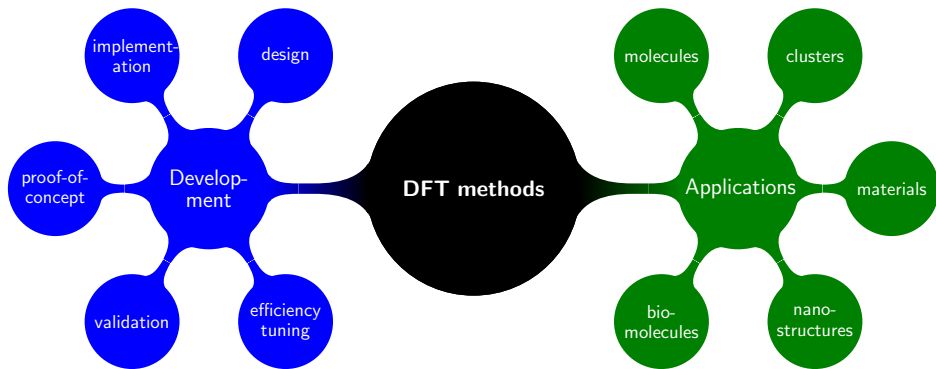 implement-
ation
design
proof-of-
concept
Develop-
ment
validation
efficiency
tuning
DFT methods
molecules
clusters
Applications
materials
bio-
molecules
nano-
structures